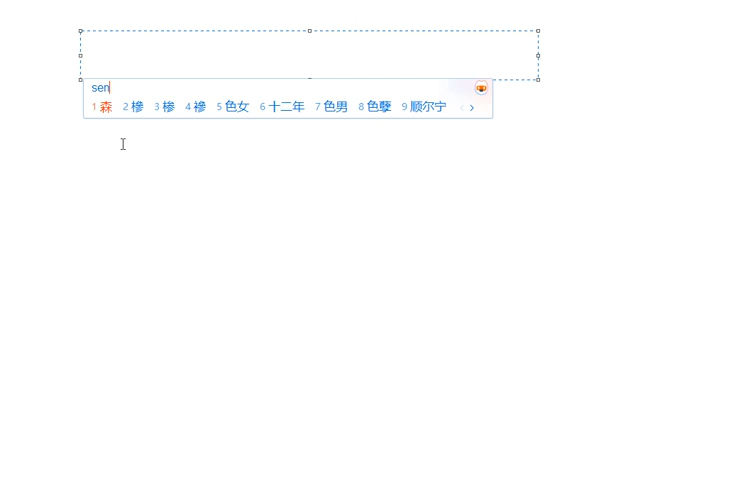 sen
1 森 2 槮 3 椮 4 襂 5 色女 6 十二年 7 色男 8 色孽 9 顺尔宁